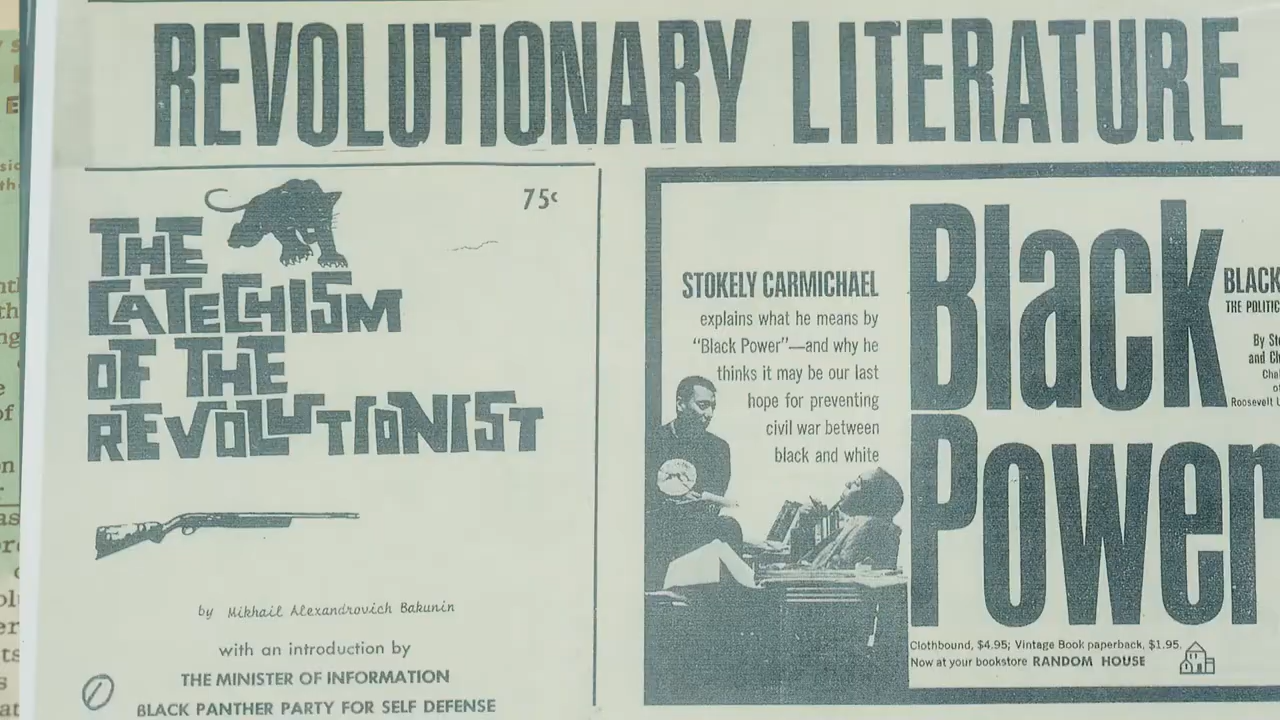 REVOLUTIONARY LITERATURE
75¢
THE
CATECHISM
OF THE
REVOLUTIONIST
by Mikhail Alexandrovich Bakunin
with an introduction by
THE MINISTER OF INFORMATION
BLACK PANTHER PARTY FOR SELF DEFENSE
STOKELY CARMICHAEL
explains what he means by
"Black Power"—and why he
thinks it may be our last
hope for preventing
civil war between
black and white
Black
Power
BLACK
THE POLITIC
By St
and Ch
Cha
of
Roosevelt U
Clothbound, $4.95; Vintage Book paperback, $1.95.
Now at your bookstore RANDOM HOUSE